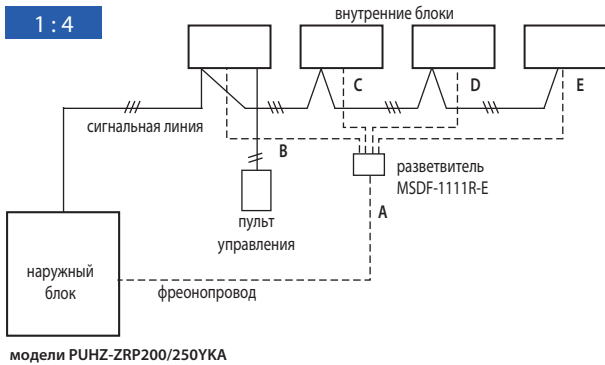 1 : 4
внутренние блоки
C
D
E
сигнальная линия
B
разветвитель
MSDF-1111R-E
A
пульт
управления
наружный
блок
фреонопровод
модели PUHZ-ZRP200/250YKA